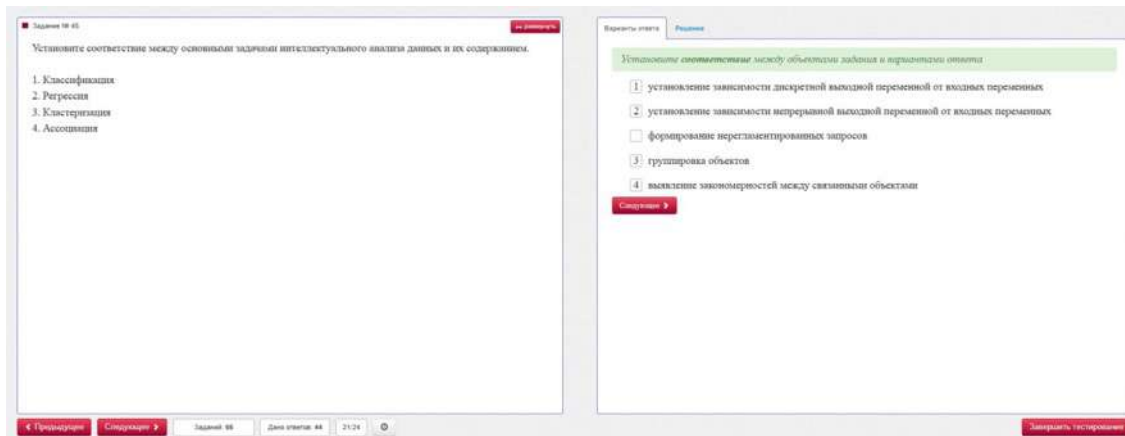 Задание № 45
развернуть
Установите соответствие между основными задачами интеллектуального анализа данных и их содержанием.
1. Классификация
2. Регрессия
3. Кластеризация
4. Ассоциация
Предыдущее
Следующее
Заданий: 66
Дано ответов: 44
21:24
Варианты ответа
Решение
Установите соответствие между объектами задания и вариантами ответа
1 установление зависимости дискретной выходной переменной от входных переменных
2 установление зависимости непрерывной выходной переменной от входных переменных
формирование нерегламентированных запросов
3 группировка объектов
4 выявление закономерностей между связанными объектами
Следующее
Завершить тестирование